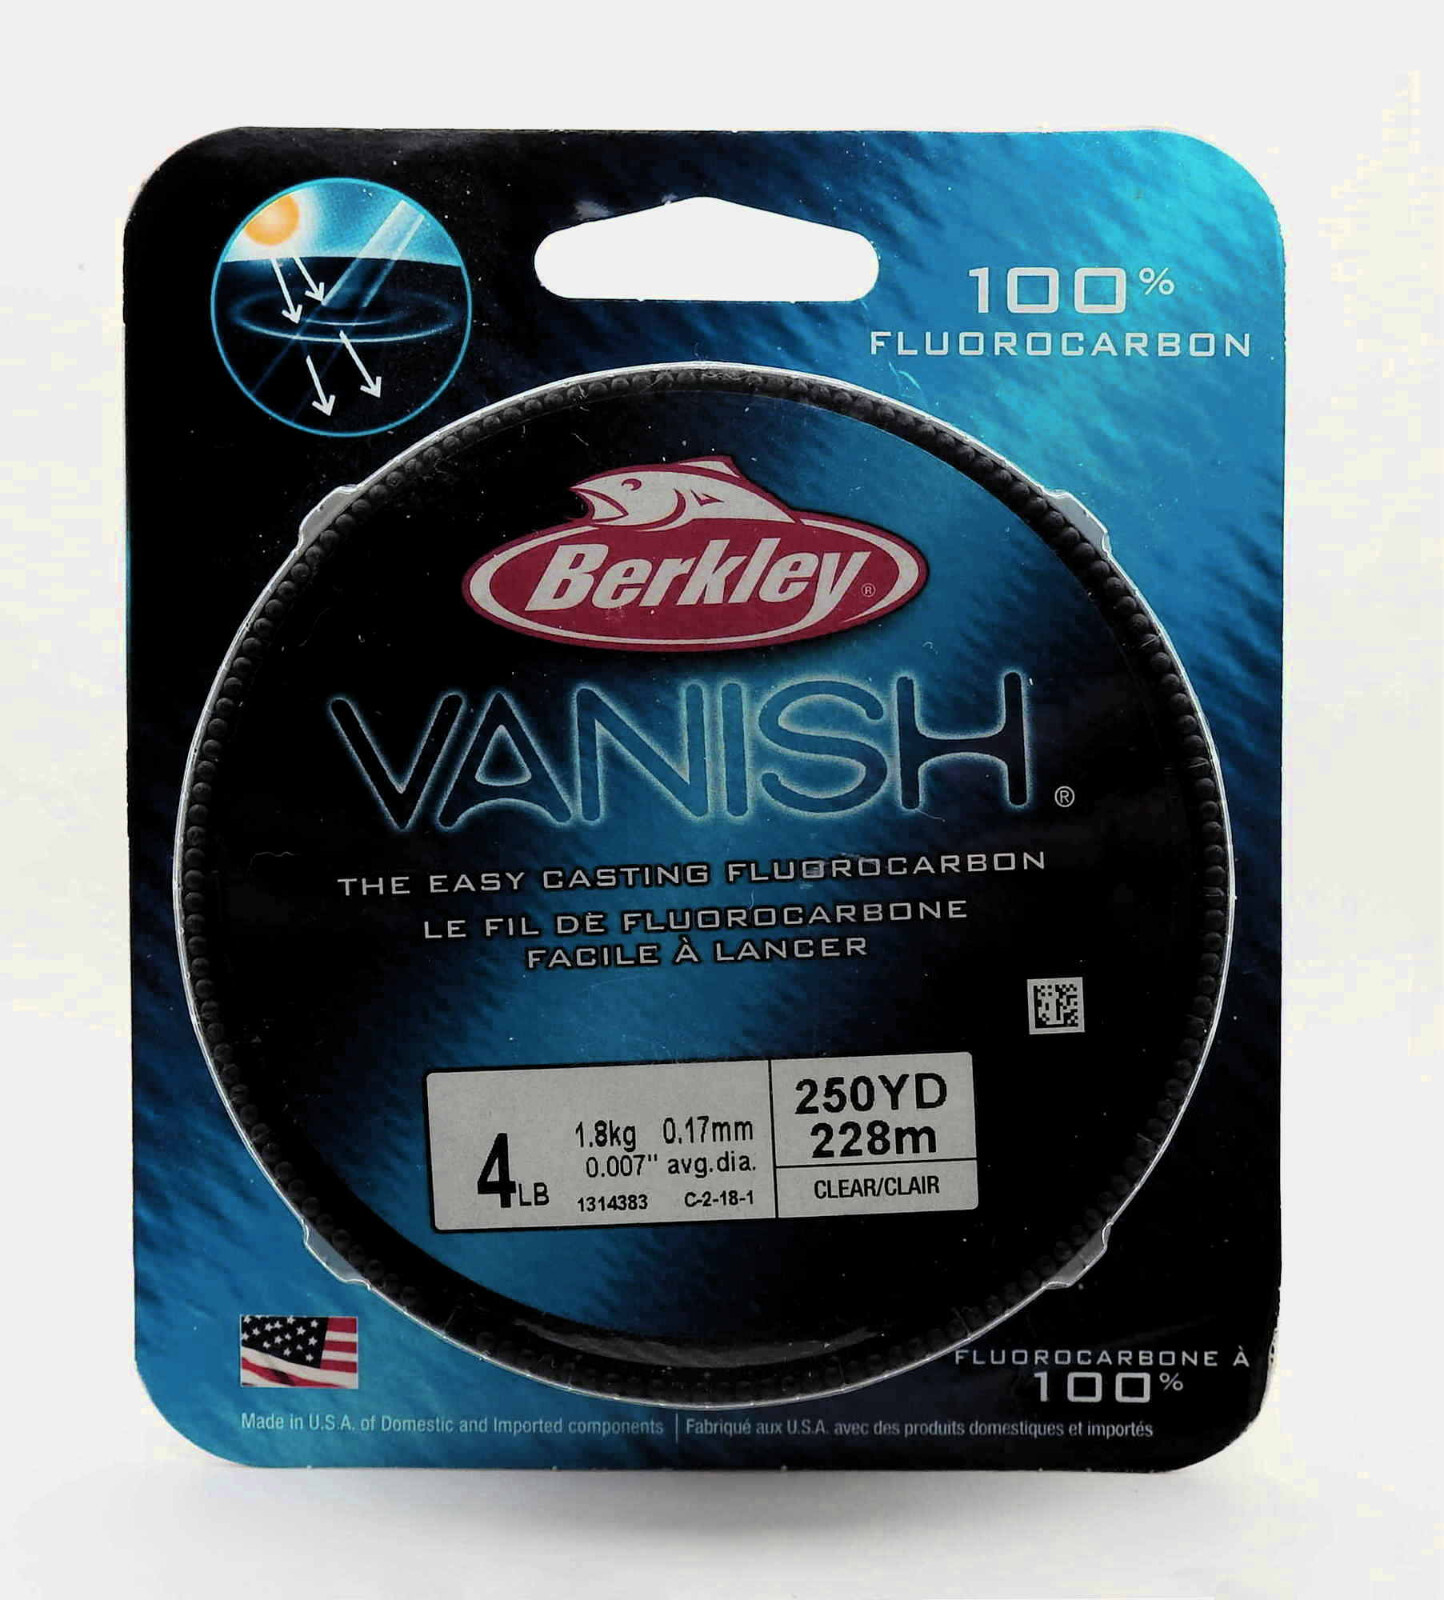 100%
FLUOROCARBON
Berkley®
VANISH®
THE EASY CASTING FLUOROCARBON
LE FIL DE FLUOROCARBONE
FACILE À LANCER
4LB
1.8kg 0.17mm
0.007" avg.dia.
1314383 C-2-18-1
250YD
228m
CLEAR/CLAIR
FLUOROCARBONE À
100%
Made in U.S.A. of Domestic and Imported components | Fabriqué aux U.S.A. avec des produits domestiques et importés